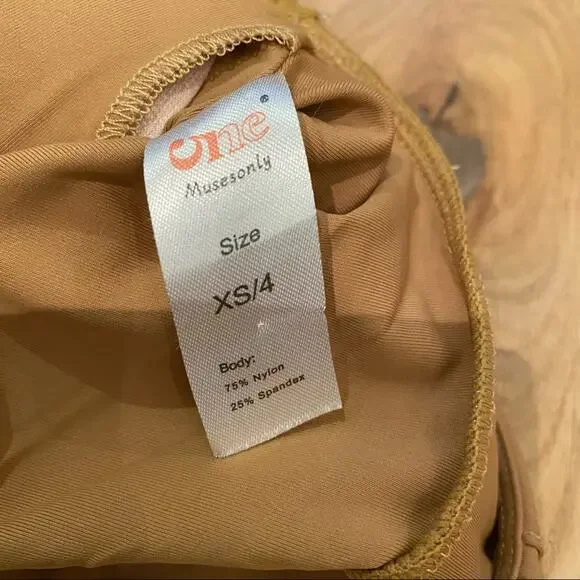 One®
Musesonly
Size
XS/4
Body:
75% Nylon
25% Spandex